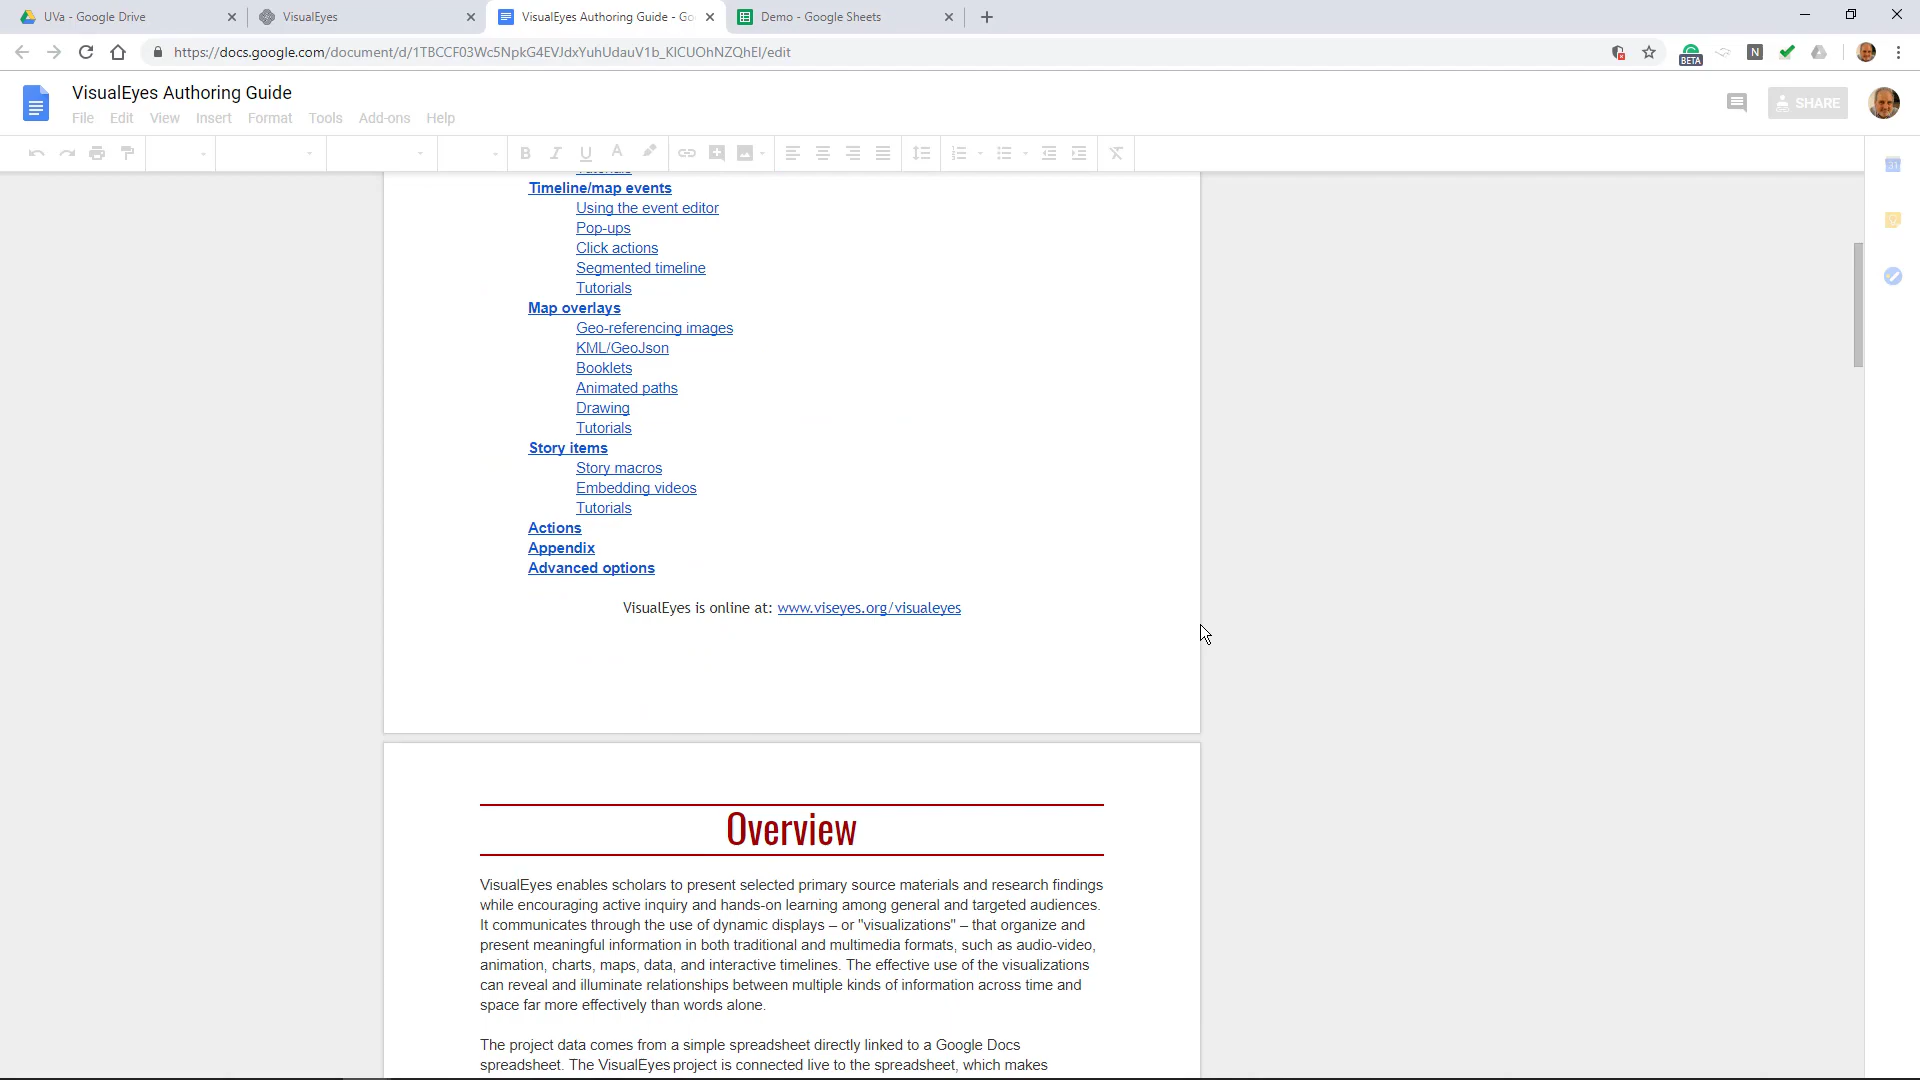 UVa - Google Drive
VisualEyes
VisualEyes Authoring Guide - Go
Demo - Google Sheets
https://docs.google.com/document/d/1TBCCF03Wc5NpkG4EVJdxYuhUdauV1b_KlCUOhNZQhEI/edit
BETA
N
VisualEyes Authoring Guide
File Edit View Insert Format Tools Add-ons Help
SHARE
B I U A
31
Tutorials
Timeline/map events
Using the event editor
Pop-ups
Click actions
Segmented timeline
Tutorials
Map overlays
Geo-referencing images
KML/GeoJson
Booklets
Animated paths
Drawing
Tutorials
Story items
Story macros
Embedding videos
Tutorials
Actions
Appendix
Advanced options
VisualEyes is online at: www.viseyes.org/visualeyes
Overview
VisualEyes enables scholars to present selected primary source materials and research findings
while encouraging active inquiry and hands-on learning among general and targeted audiences.
It communicates through the use of dynamic displays – or "visualizations" – that organize and
present meaningful information in both traditional and multimedia formats, such as audio-video,
animation, charts, maps, data, and interactive timelines. The effective use of the visualizations
can reveal and illuminate relationships between multiple kinds of information across time and
space far more effectively than words alone.
The project data comes from a simple spreadsheet directly linked to a Google Docs
spreadsheet. The VisualEyes project is connected live to the spreadsheet, which makes